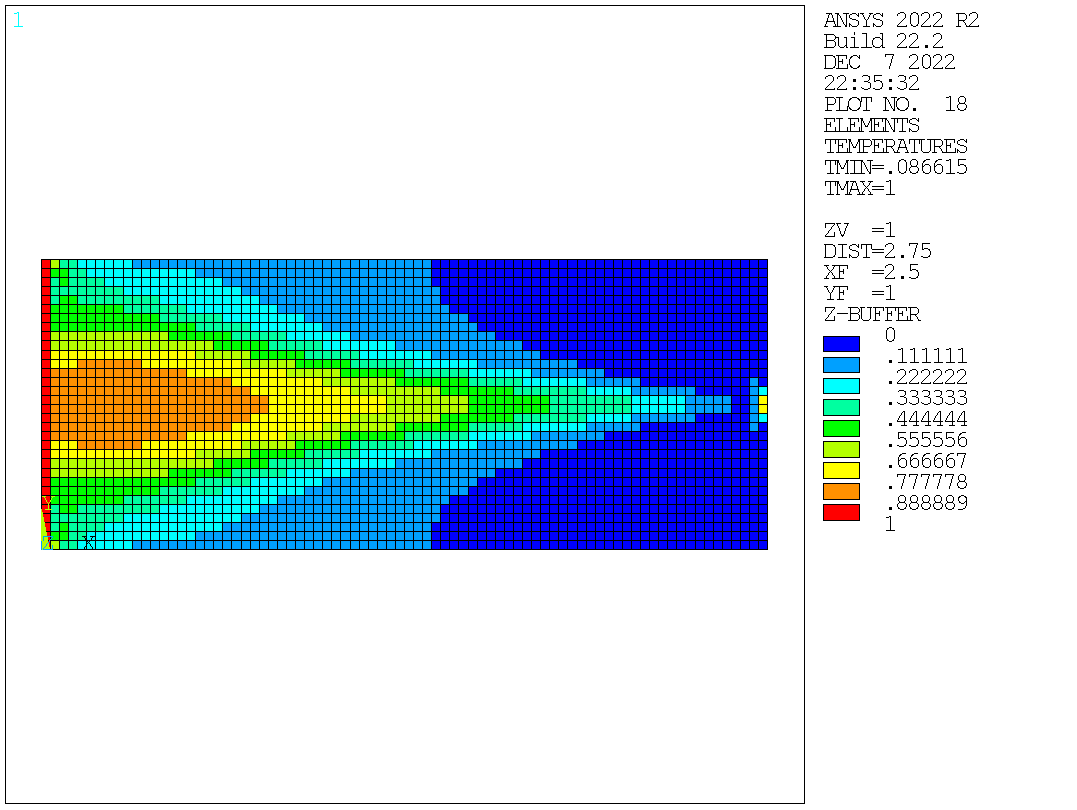 1
ANSYS 2022 R2
Build 22.2
DEC  7 2022
22:35:32
PLOT NO.  18
ELEMENTS
TEMPERATURES
TMIN=.086615
TMAX=1
ZV  =1
DIST=2.75
XF  =2.5
YF  =1
Z-BUFFER
0
.111111
.222222
.333333
.444444
.555556
.666667
.777778
.888889
1
Y
Z X